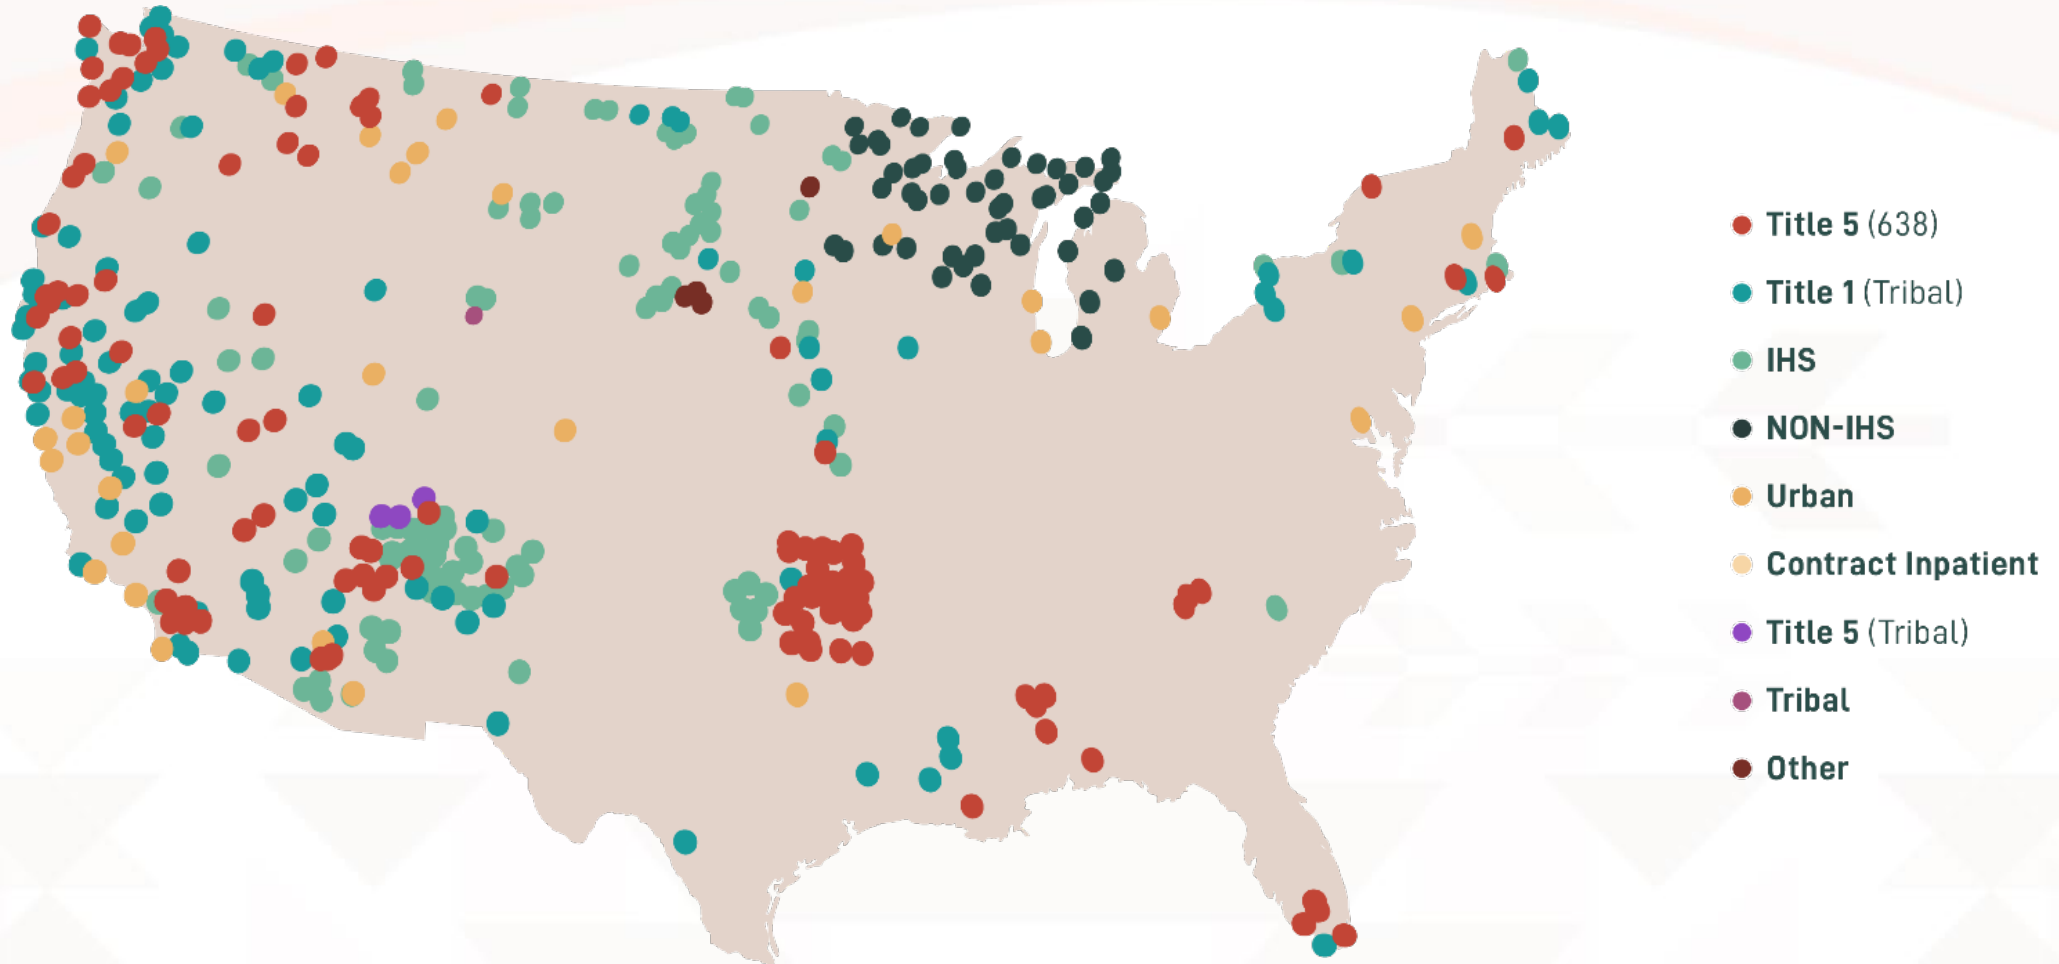 Title 5 (638)
Title 1 (Tribal)
IHS
NON-IHS
Urban
Contract Inpatient
Title 5 (Tribal)
Tribal
Other